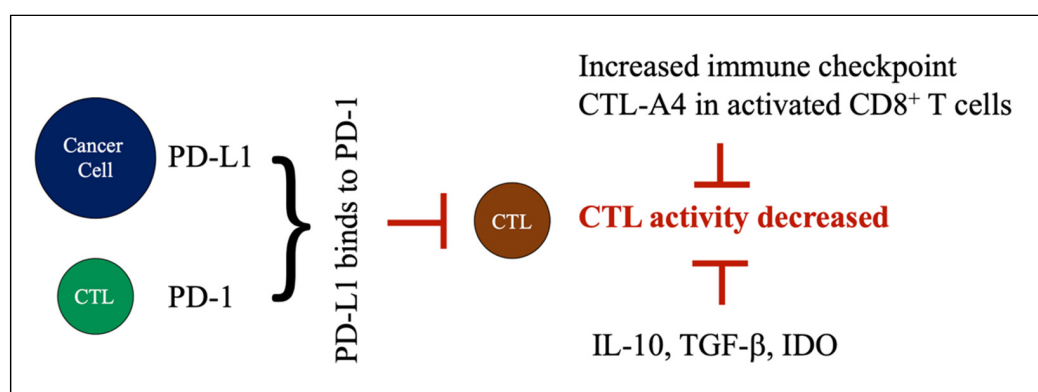 Cancer
Cell
PD-L1
CTL
PD-1
PD-L1 binds to PD-1
CTL
Increased immune checkpoint
CTL-A4 in activated CD8⁺ T cells
CTL activity decreased
IL-10, TGF-β, IDO